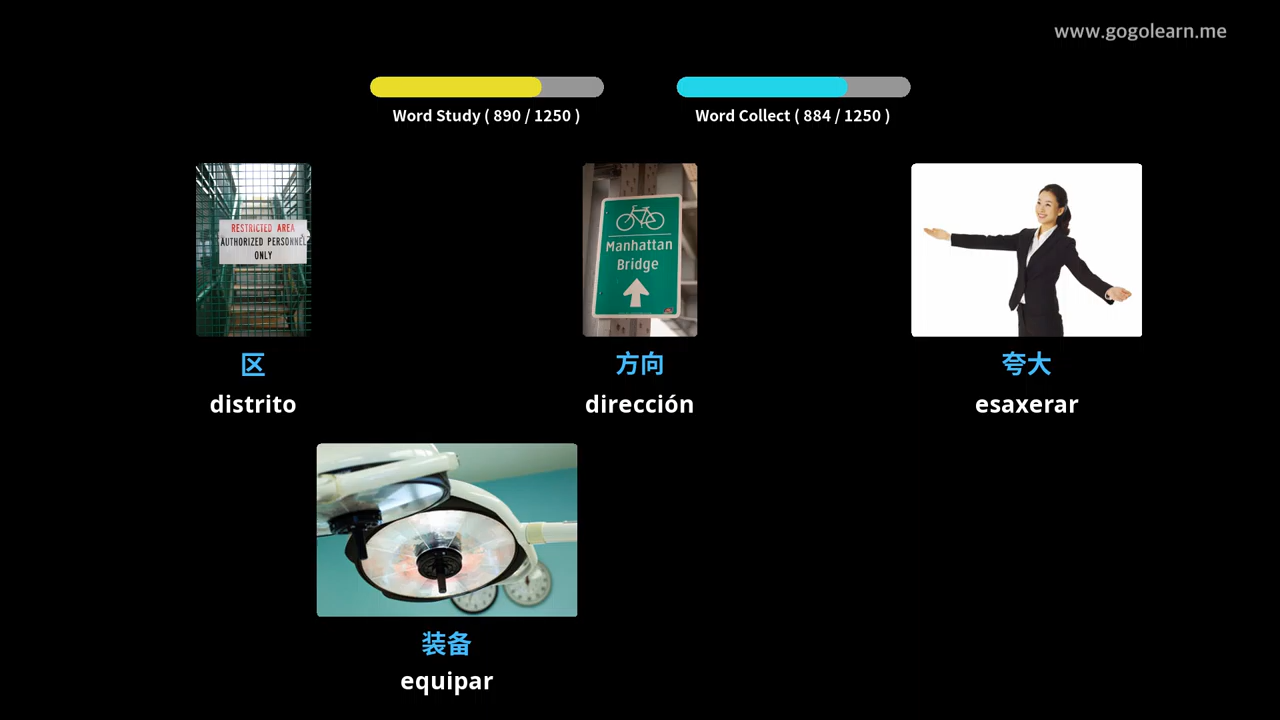 www.gogolearn.me
Word Study ( 890 / 1250 )
Word Collect ( 884 / 1250 )
RESTRICTED AREA
AUTHORIZED PERSONNEL
ONLY
Manhattan
Bridge
区
方向
夸大
distrito
dirección
esaxerar
装备
equipar